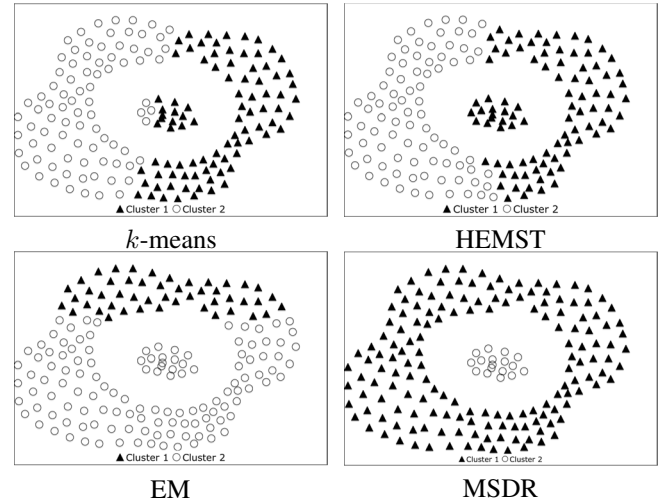 ▲Cluster 1 ○Cluster 2
▲Cluster 1 ○Cluster 2
k-means
HEMST
▲Cluster 1 ○Cluster 2
▲Cluster 1 ○Cluster 2
EM
MSDR